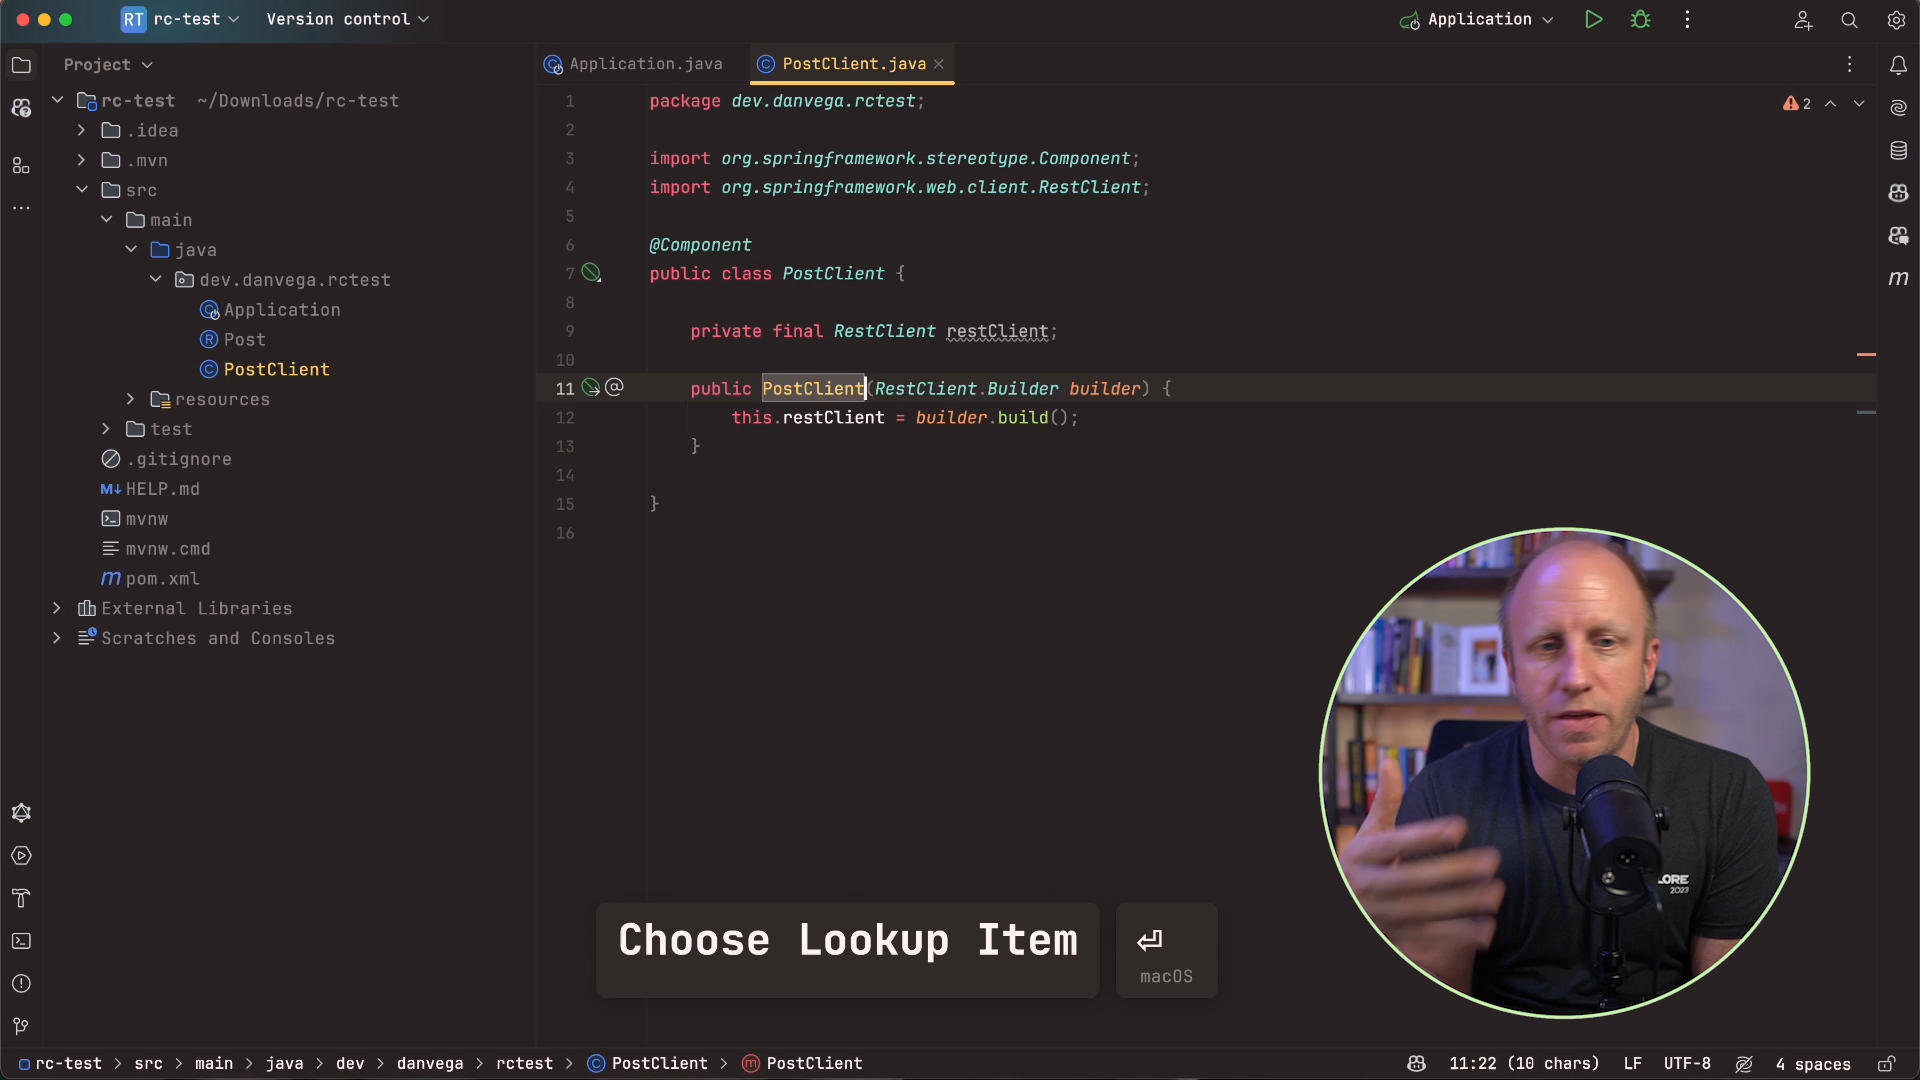 RT rc-test Version control Application
Project
Application.java PostClient.java
rc-test ~/Downloads/rc-test
.idea
.mvn
src
main
java
dev.danvega.rctest
Application
Post
PostClient
resources
test
.gitignore
M↓ HELP.md
mvnw
mvnw.cmd
m pom.xml
External Libraries
Scratches and Consoles
1 package dev.danvega.rctest;
2
3 import org.springframework.stereotype.Component;
4 import org.springframework.web.client.RestClient;
5
6 @Component
7 public class PostClient {
8
9 private final RestClient restClient;
10
11 public PostClient(RestClient.Builder builder) {
12 this.restClient = builder.build();
13 }
14
15 }
16
2
m
LORE
2023
Choose Lookup Item ⏎
macOS
rc-test > src > main > java > dev > danvega > rctest > PostClient > PostClient 11:22 (10 chars) LF UTF-8 4 spaces